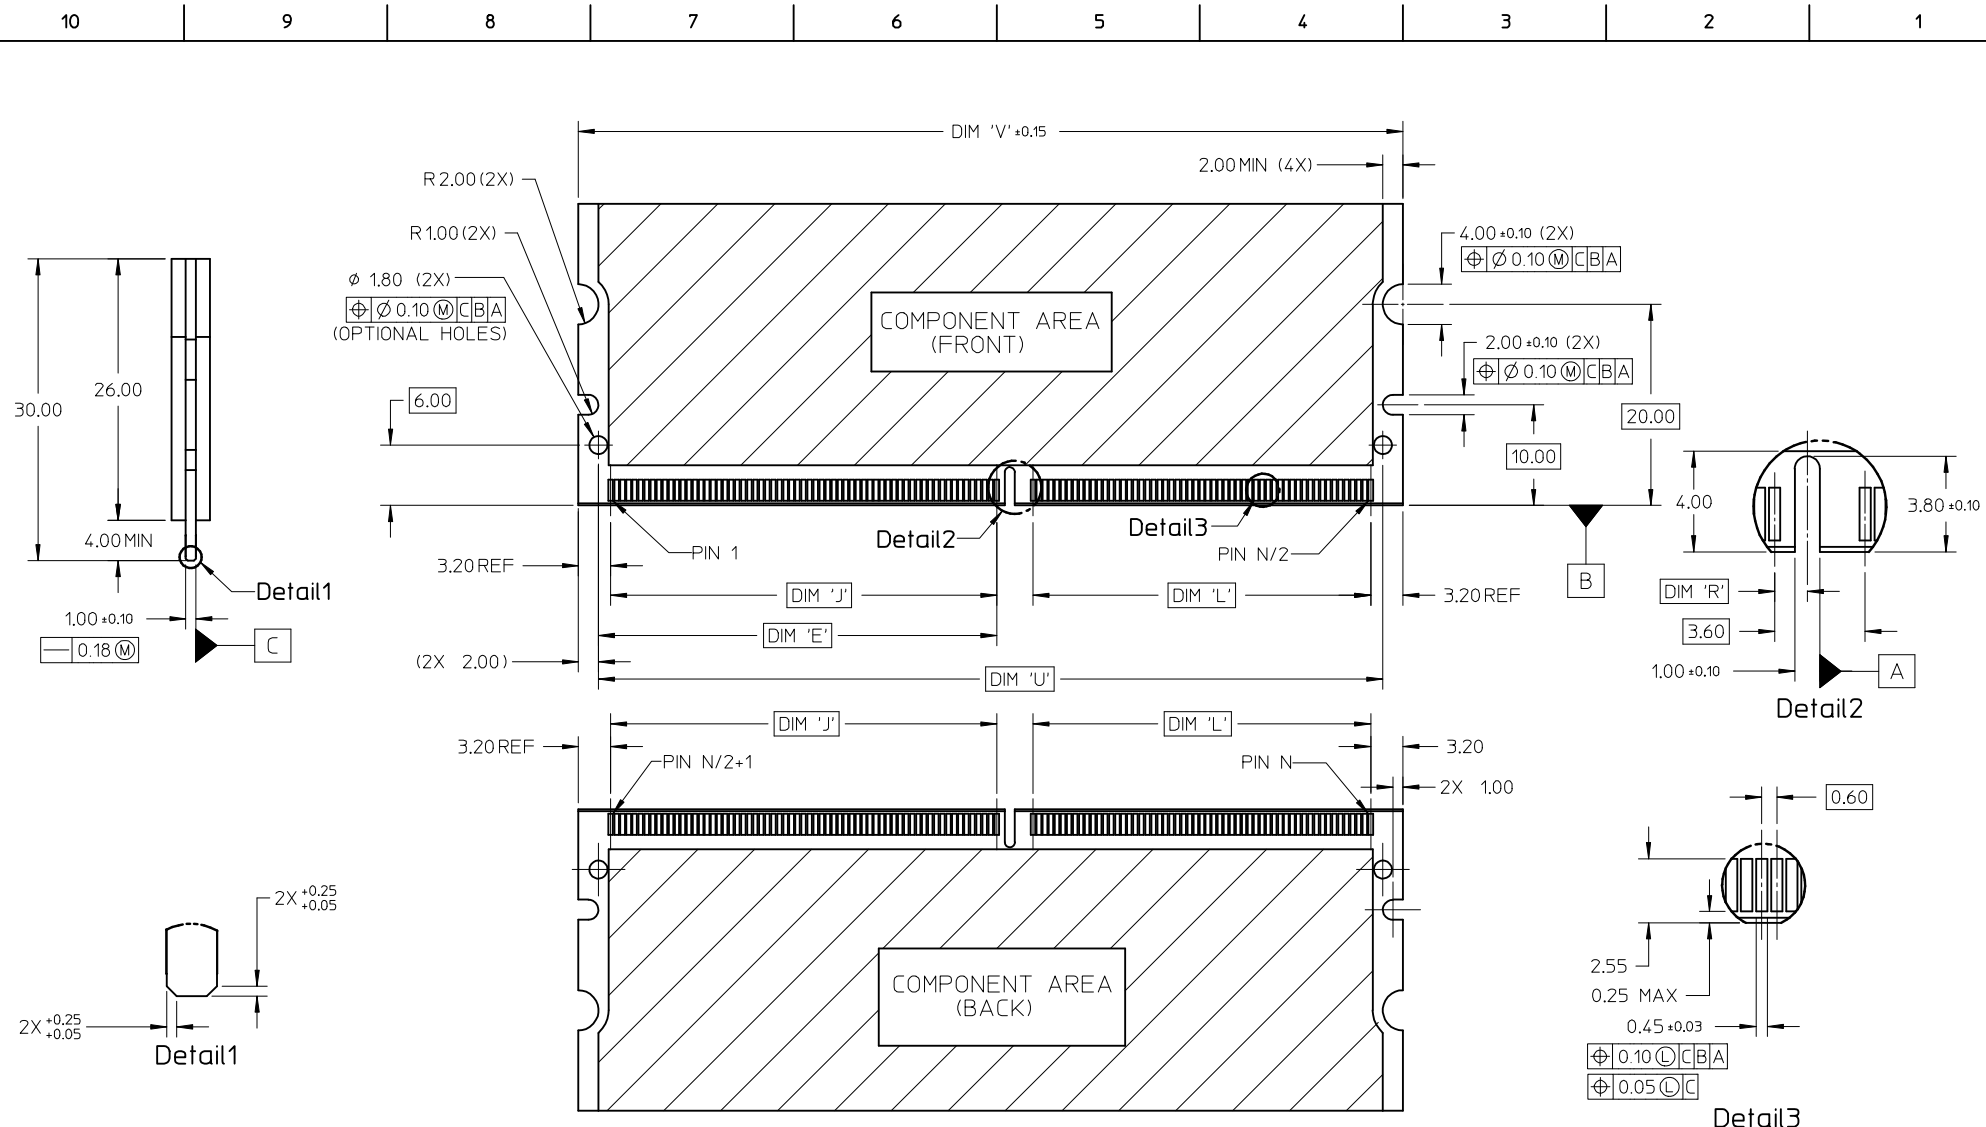 10 9 8 7 6 5 4 3 2 1
DIM 'V' ±0.15
2.00 MIN (4X)
R 2.00 (2X)
R 1.00 (2X)
ø 1.80 (2X)
⌖ Ø 0.10 Ⓜ C B A
(OPTIONAL HOLES)
4.00 ±0.10 (2X)
⌖ Ø 0.10 Ⓜ C B A
COMPONENT AREA
(FRONT)
2.00 ±0.10 (2X)
⌖ Ø 0.10 Ⓜ C B A
30.00
26.00
6.00
20.00
10.00
4.00 MIN
Detail1
1.00 ±0.10
— 0.18 Ⓜ
C
PIN 1
Detail2
Detail3
PIN N/2
B
3.20 REF
DIM 'J'
DIM 'L'
3.20 REF
DIM 'E'
(2X 2.00)
DIM 'U'
4.00
3.80 ±0.10
DIM 'R'
3.60
1.00 ±0.10
A
Detail2
DIM 'J'
DIM 'L'
3.20 REF
3.20
PIN N/2+1
PIN N
2X 1.00
COMPONENT AREA
(BACK)
2X +0.25
+0.05
2X +0.25
+0.05
Detail1
0.60
2.55
0.25 MAX
0.45 ±0.03
⌖ 0.10 Ⓛ C B A
⌖ 0.05 Ⓛ C
Detail3